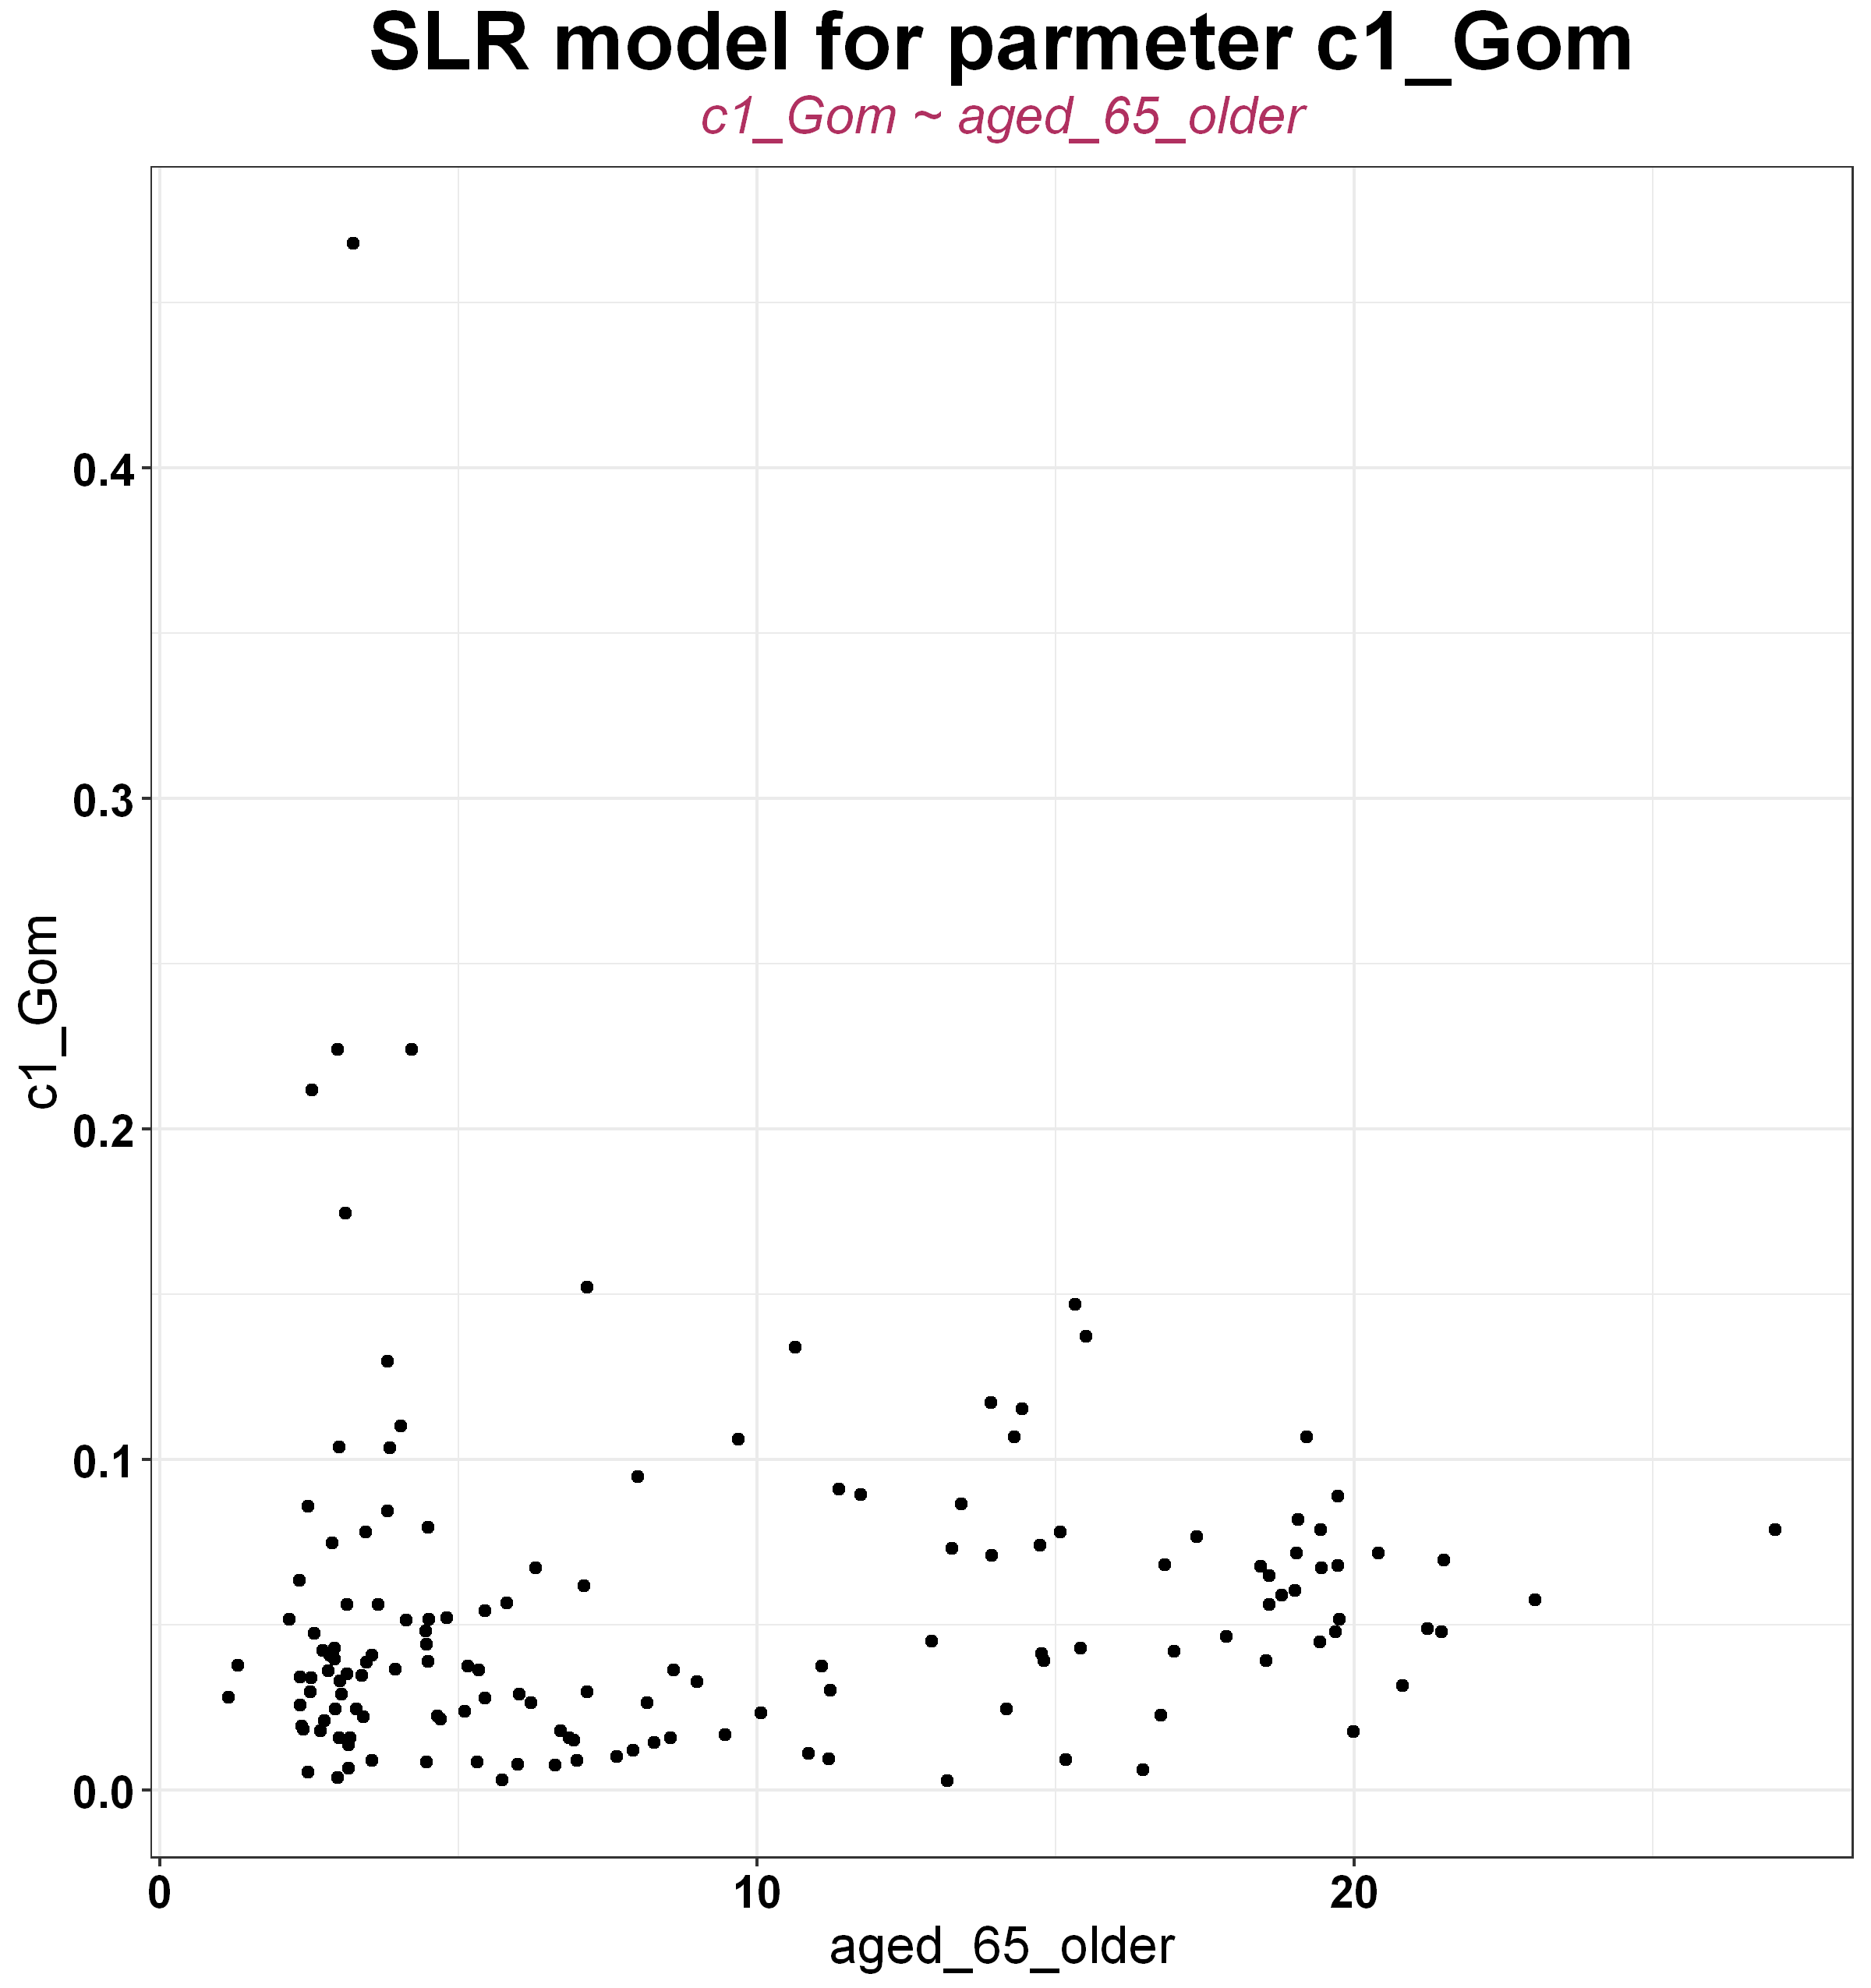 SLR model for parmeter c1_Gom
c1_Gom ~ aged_65_older
c1_Gom
0.4
0.3
0.2
0.1
0.0
0 10 20
aged_65_older